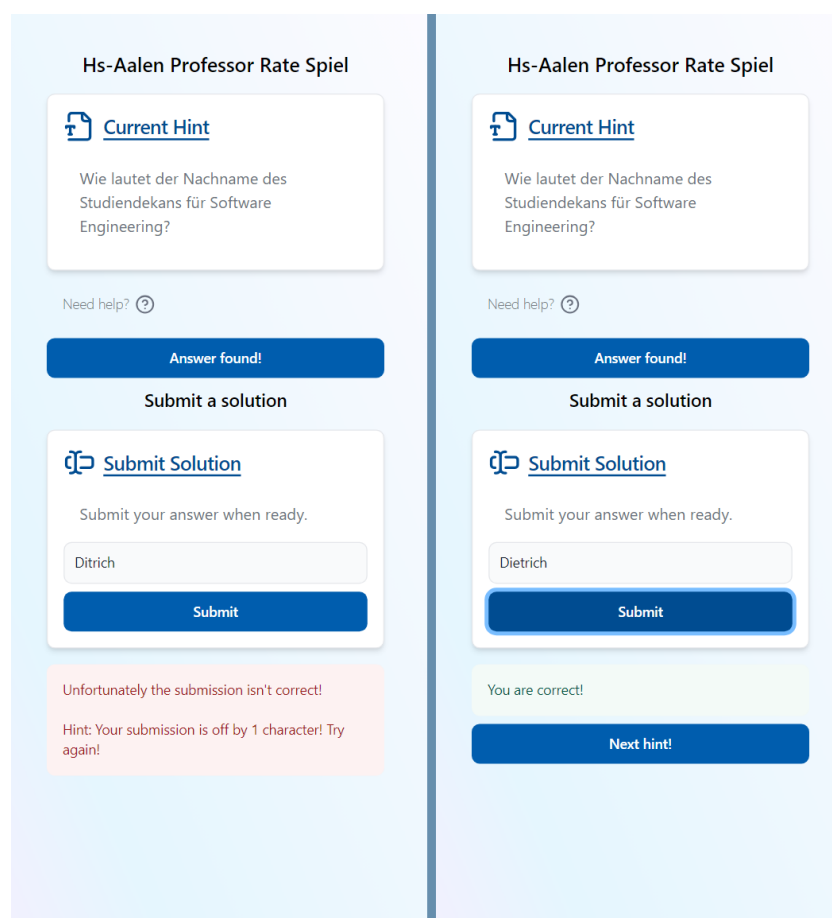 Hs-Aalen Professor Rate Spiel
Current Hint
Wie lautet der Nachname des
Studiendekans für Software
Engineering?
Need help?
Answer found!
Submit a solution
Submit Solution
Submit your answer when ready.
Ditrich
Submit
Unfortunately the submission isn't correct!
Hint: Your submission is off by 1 character! Try
again!
Hs-Aalen Professor Rate Spiel
Current Hint
Wie lautet der Nachname des
Studiendekans für Software
Engineering?
Need help?
Answer found!
Submit a solution
Submit Solution
Submit your answer when ready.
Dietrich
Submit
You are correct!
Next hint!